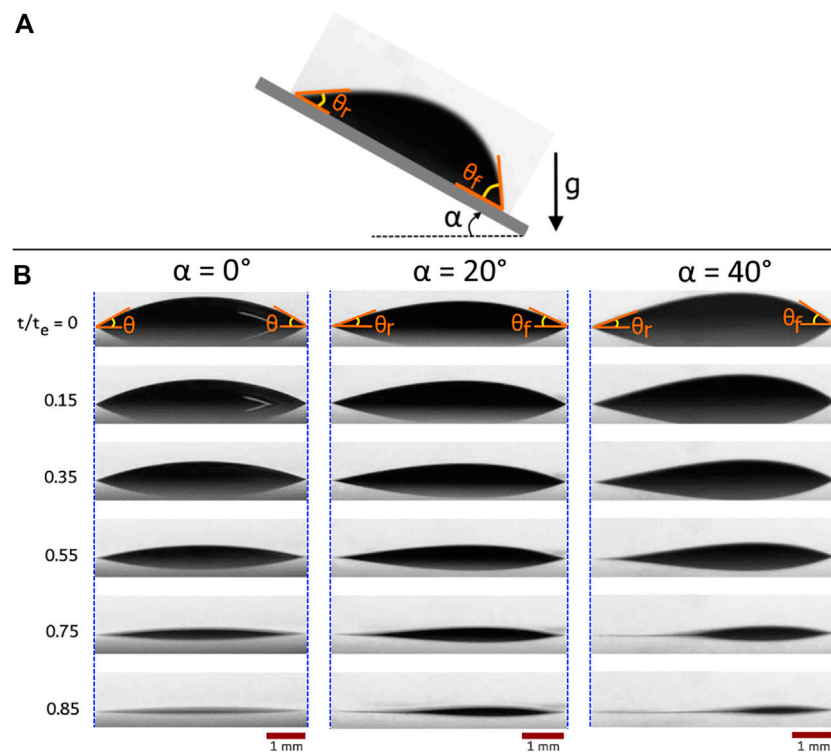 A
θr
θf
α
g
B
α = 0°
α = 20°
α = 40°
t/te = 0
θ
θ
θr
θf
θr
θf
0.15
0.35
0.55
0.75
0.85
1 mm
1 mm
1 mm